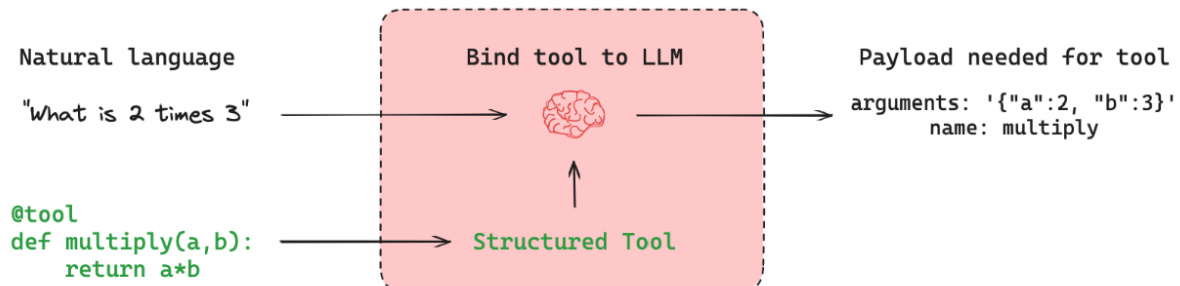 Natural language
Bind tool to LLM
Payload needed for tool
"What is 2 times 3"
arguments: '{"a":2, "b":3}'
name: multiply
@tool
def multiply(a,b):
    return a*b
Structured Tool